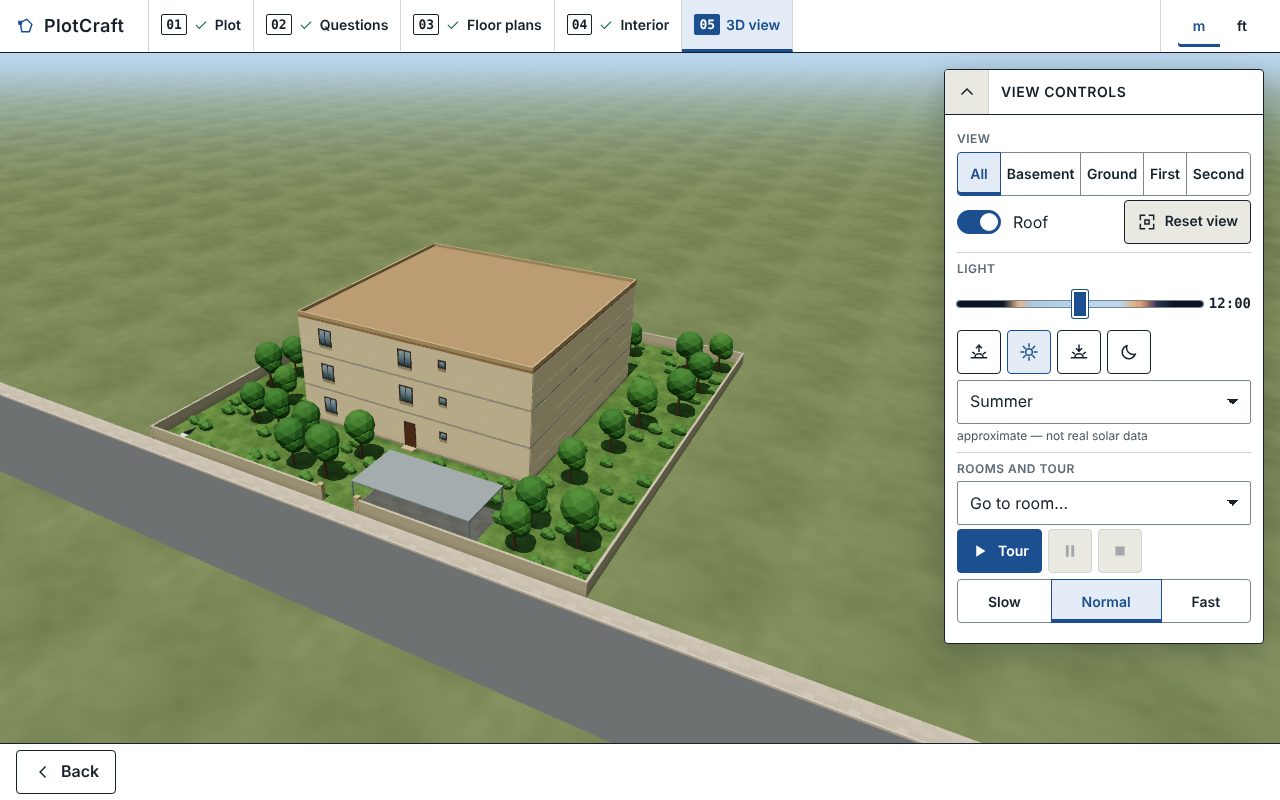 PlotCraft
01 Plot
02 Questions
03 Floor plans
04 Interior
05 3D view
m ft
VIEW CONTROLS
VIEW
All Basement Ground First Second
Roof Reset view
LIGHT
12:00
Summer
approximate — not real solar data
ROOMS AND TOUR
Go to room...
Tour
Slow Normal Fast
Back